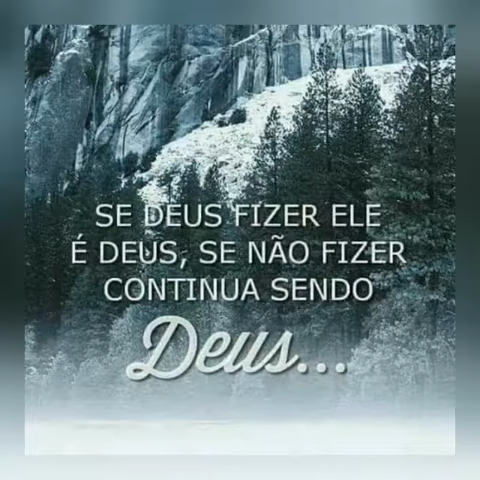 SE DEUS FIZER ELE
É DEUS, SE NÃO FIZER
CONTINUA SENDO
Deus...